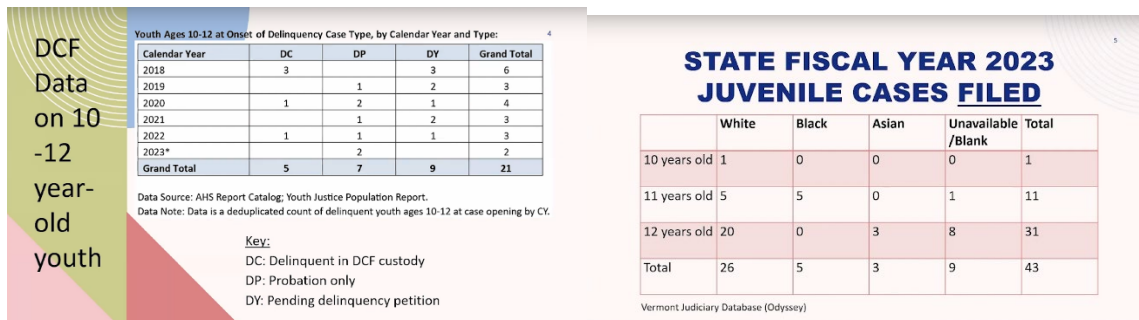 DCF
Data
on 10
-12
year-
old
youth
Youth Ages 10-12 at Onset of Delinquency Case Type, by Calendar Year and Type:
4
Calendar Year DC DP DY Grand Total
2018 3 3 6
2019 1 2 3
2020 1 2 1 4
2021 1 2 3
2022 1 1 1 3
2023* 2 2
Grand Total 5 7 9 21
Data Source: AHS Report Catalog; Youth Justice Population Report.
Data Note: Data is a deduplicated count of delinquent youth ages 10-12 at case opening by CY.
Key:
DC: Delinquent in DCF custody
DP: Probation only
DY: Pending delinquency petition
5
STATE FISCAL YEAR 2023
JUVENILE CASES FILED
White Black Asian Unavailable Total
/Blank
10 years old 1 0 0 0 1
11 years old 5 5 0 1 11
12 years old 20 0 3 8 31
Total 26 5 3 9 43
Vermont Judiciary Database (Odyssey)